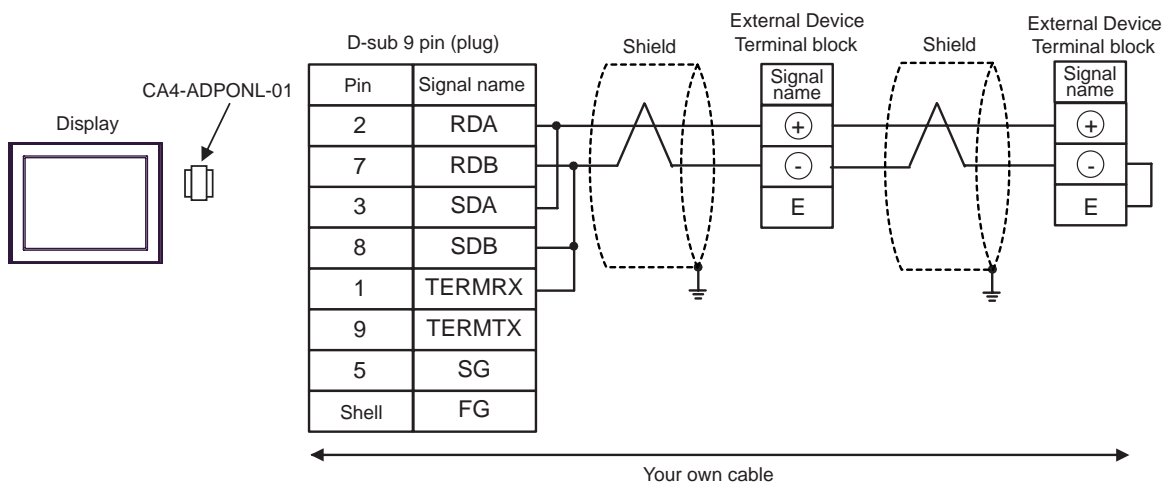 External Device
Terminal block
External Device
Terminal block
D-sub 9 pin (plug)
Shield
Shield
CA4-ADPONL-01
Display
Pin Signal name
2 RDA
7 RDB
3 SDA
8 SDB
1 TERMRX
9 TERMTX
5 SG
Shell FG
Signal
name
+
-
E
Signal
name
+
-
E
Your own cable